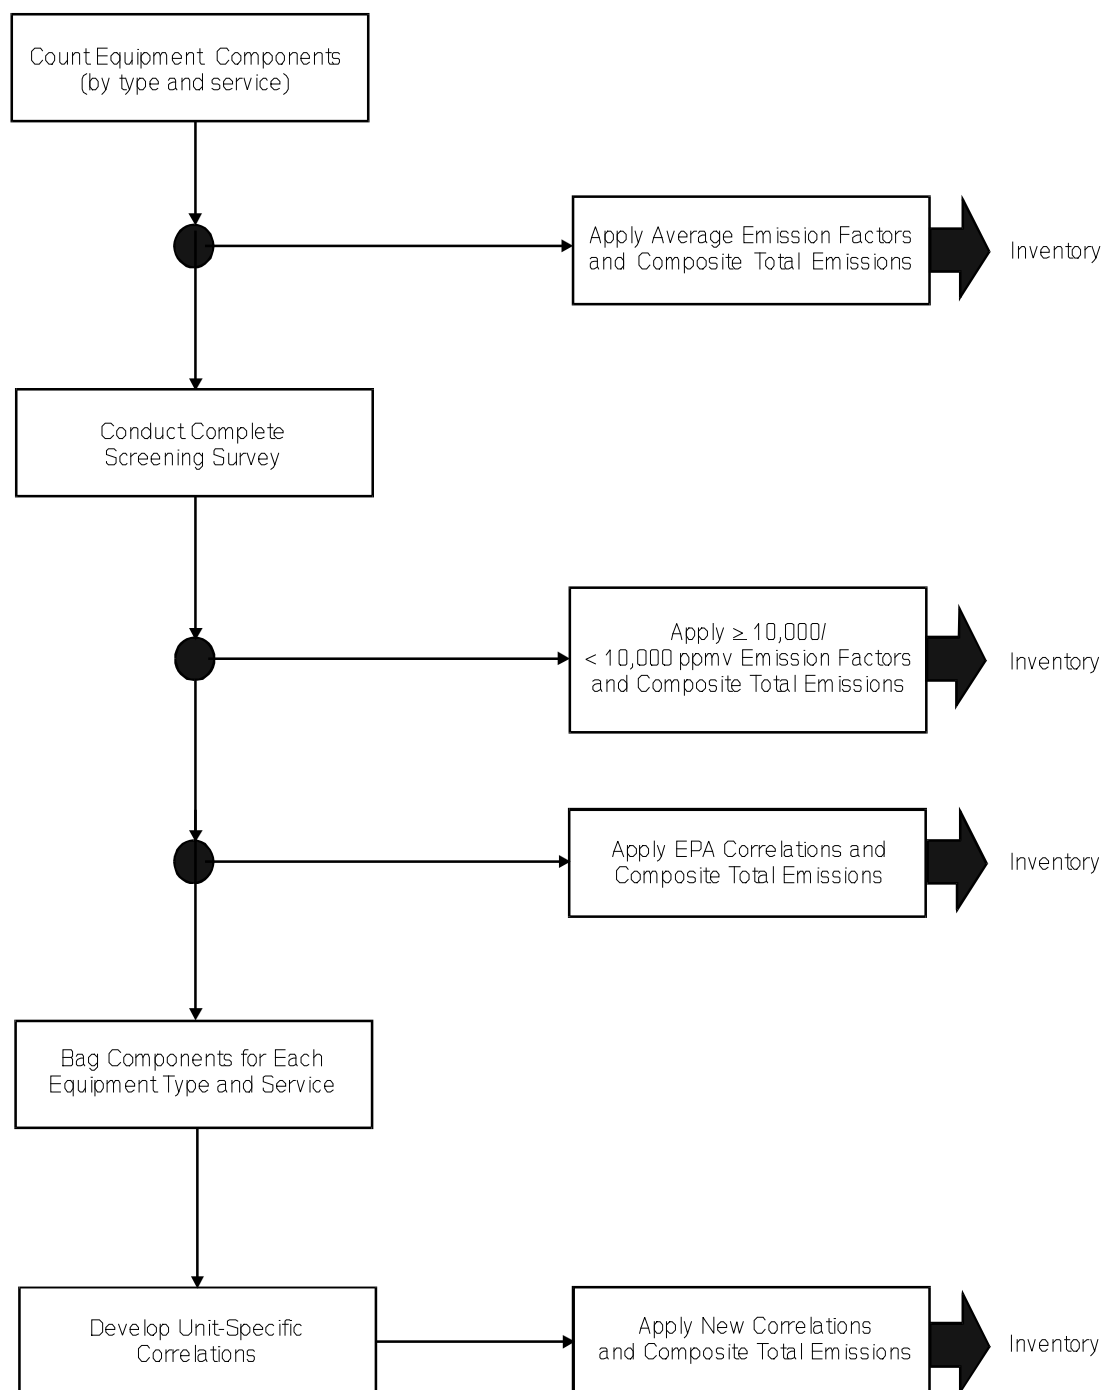 Count Equipment Components
(by type and service)
Apply Average Emission Factors
and Composite Total Emissions
Inventory
Conduct Complete
Screening Survey
Apply ≥ 10,000/
< 10,000 ppmv Emission Factors
and Composite Total Emissions
Inventory
Apply EPA Correlations and
Composite Total Emissions
Inventory
Bag Components for Each
Equipment Type and Service
Develop Unit-Specific
Correlations
Apply New Correlations
and Composite Total Emissions
Inventory